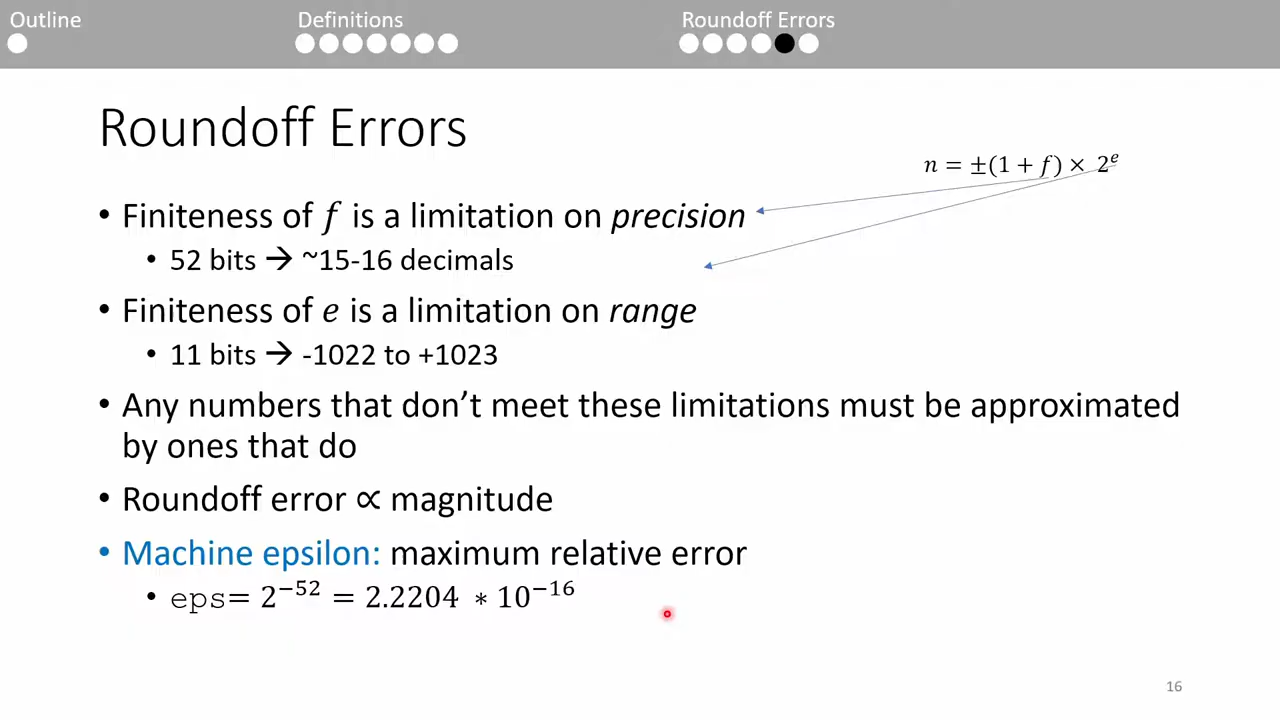 Outline
Definitions
Roundoff Errors
Roundoff Errors
n = ±(1 + f) × 2^e
• Finiteness of f is a limitation on precision
• 52 bits → ~15-16 decimals
• Finiteness of e is a limitation on range
• 11 bits → -1022 to +1023
• Any numbers that don’t meet these limitations must be approximated
by ones that do
• Roundoff error ∝ magnitude
• Machine epsilon: maximum relative error
• eps= 2^−52 = 2.2204 ∗ 10^−16
16